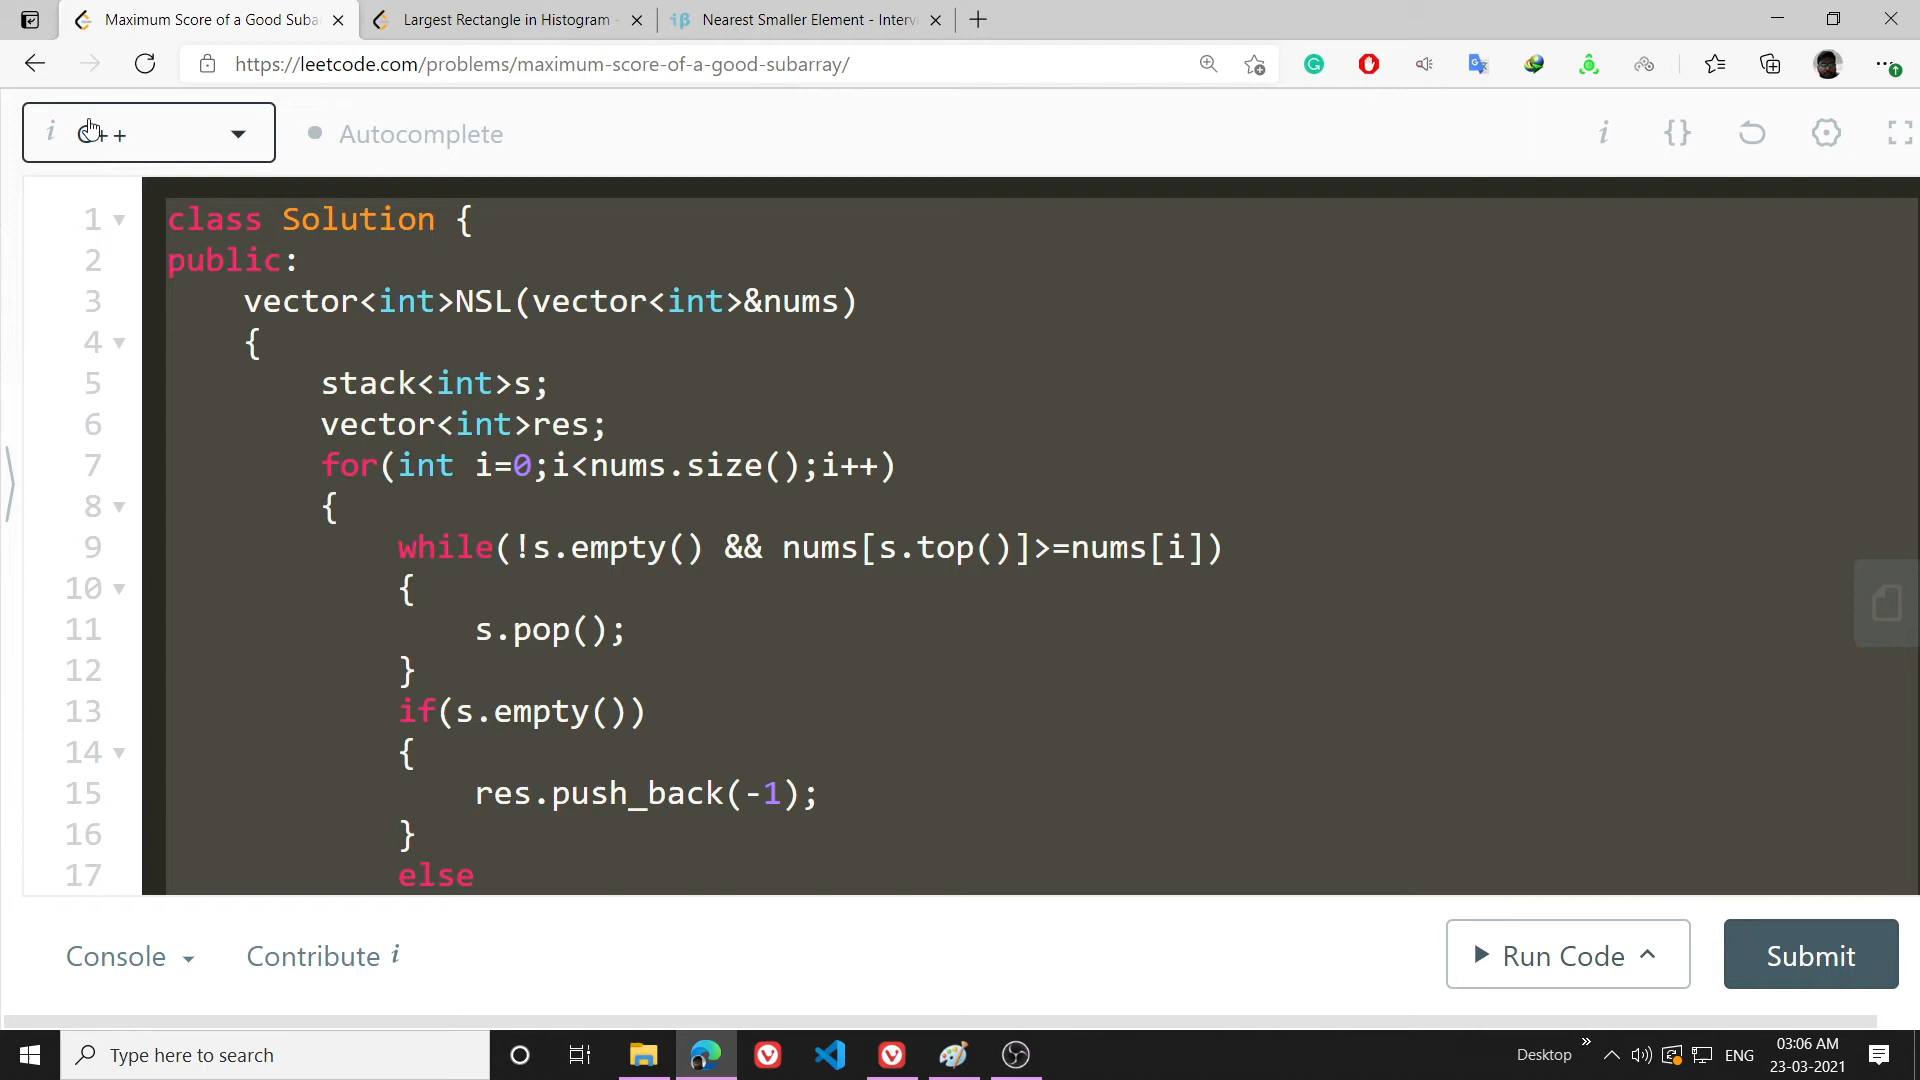 Maximum Score of a Good Suba
Largest Rectangle in Histogram -
Nearest Smaller Element - Interv
https://leetcode.com/problems/maximum-score-of-a-good-subarray/
i C++
Autocomplete
i {}
1 class Solution {
2 public:
3 vector<int>NSL(vector<int>&nums)
4 {
5 stack<int>s;
6 vector<int>res;
7 for(int i=0;i<nums.size();i++)
8 {
9 while(!s.empty() && nums[s.top()]>=nums[i])
10 {
11 s.pop();
12 }
13 if(s.empty())
14 {
15 res.push_back(-1);
16 }
17 else
Console
Contribute i
Run Code
Submit
Type here to search
Desktop
ENG
03:06 AM
23-03-2021